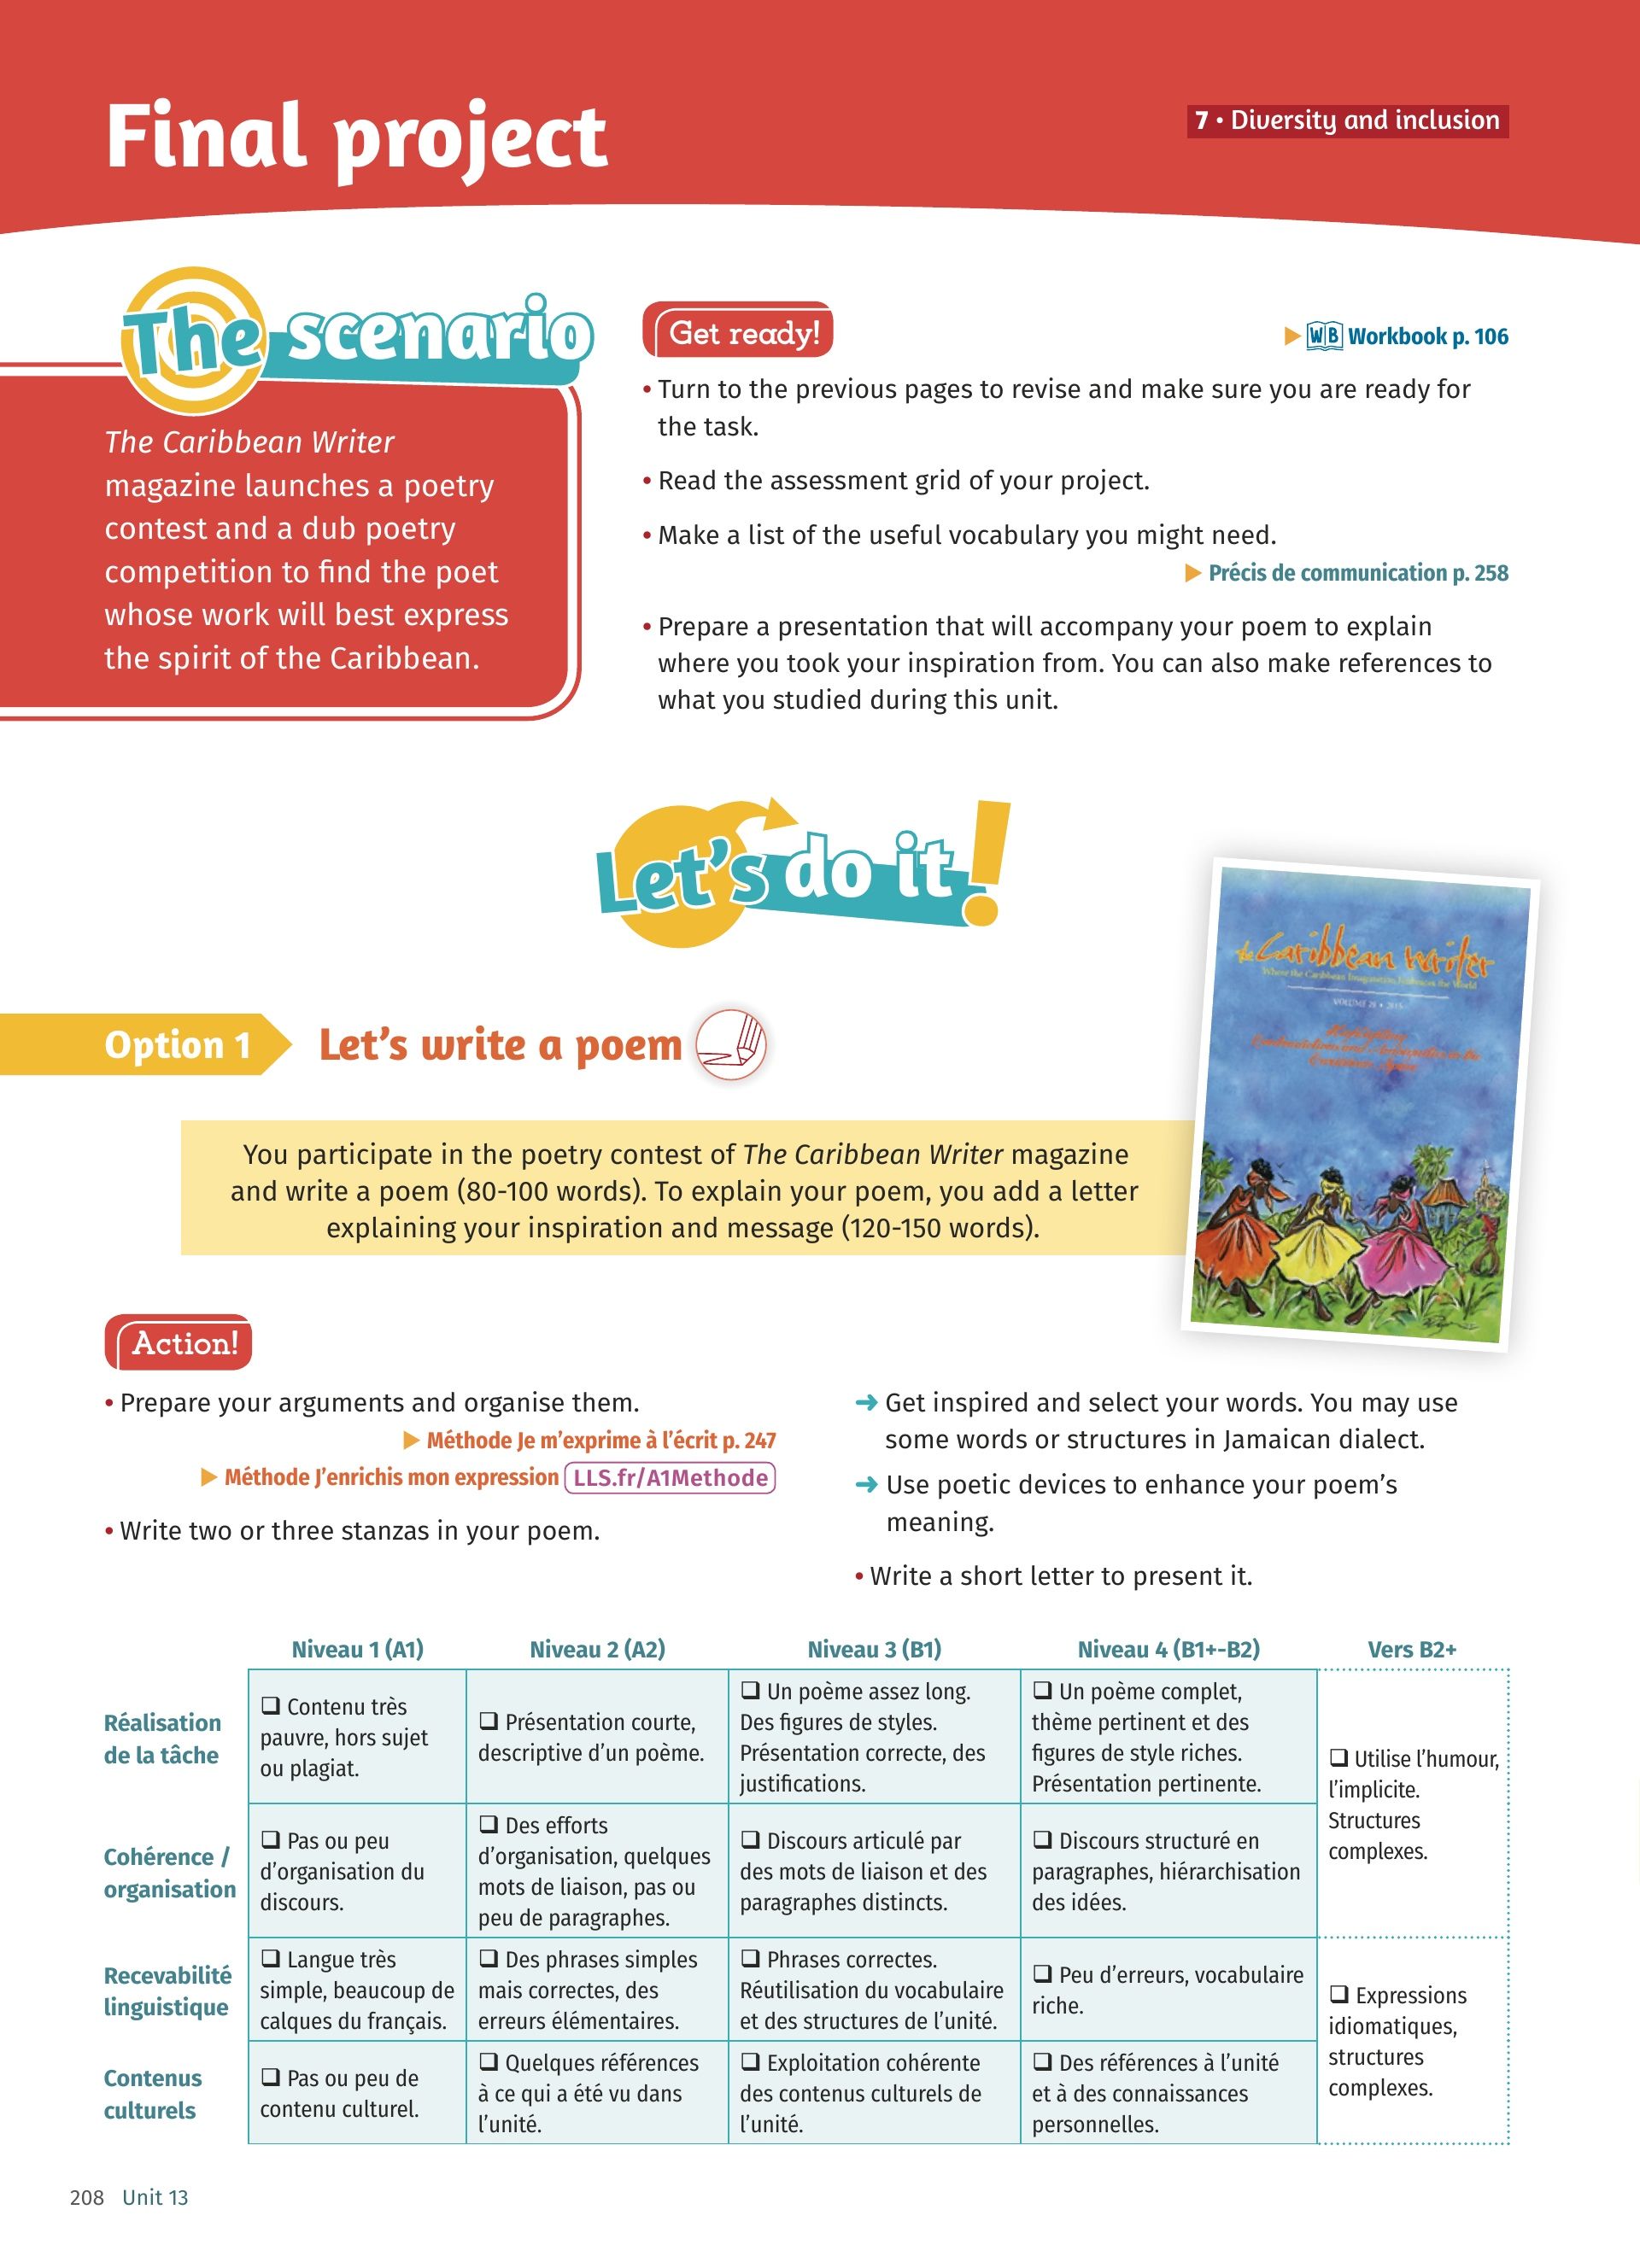 Final project
7 • Diversity and inclusion
The scenario
The Caribbean Writer
magazine launches a poetry
contest and a dub poetry
competition to find the poet
whose work will best express
the spirit of the Caribbean.
Get ready!
WB Workbook p. 106
• Turn to the previous pages to revise and make sure you are ready for
the task.
• Read the assessment grid of your project.
• Make a list of the useful vocabulary you might need.
Précis de communication p. 258
• Prepare a presentation that will accompany your poem to explain
where you took your inspiration from. You can also make references to
what you studied during this unit.
Let's do it!
the Caribbean Writer
Where the Caribbean Imagination Embraces the World
VOLUME 29 • 2015
Option 1
Let's write a poem
You participate in the poetry contest of The Caribbean Writer magazine
and write a poem (80-100 words). To explain your poem, you add a letter
explaining your inspiration and message (120-150 words).
Action!
• Prepare your arguments and organise them.
Méthode Je m'exprime à l'écrit p. 247
Méthode J'enrichis mon expression LLS.fr/A1Methode
• Write two or three stanzas in your poem.
➜ Get inspired and select your words. You may use
some words or structures in Jamaican dialect.
➜ Use poetic devices to enhance your poem's
meaning.
• Write a short letter to present it.
Niveau 1 (A1) Niveau 2 (A2) Niveau 3 (B1) Niveau 4 (B1+-B2) Vers B2+
Réalisation
de la tâche
❏ Contenu très
pauvre, hors sujet
ou plagiat.
❏ Présentation courte,
descriptive d'un poème.
❏ Un poème assez long.
Des figures de styles.
Présentation correcte, des
justifications.
❏ Un poème complet,
thème pertinent et des
figures de style riches.
Présentation pertinente.
❏ Utilise l'humour,
l'implicite.
Structures
complexes.
Cohérence /
organisation
❏ Pas ou peu
d'organisation du
discours.
❏ Des efforts
d'organisation, quelques
mots de liaison, pas ou
peu de paragraphes.
❏ Discours articulé par
des mots de liaison et des
paragraphes distincts.
❏ Discours structuré en
paragraphes, hiérarchisation
des idées.
Recevabilité
linguistique
❏ Langue très
simple, beaucoup de
calques du français.
❏ Des phrases simples
mais correctes, des
erreurs élémentaires.
❏ Phrases correctes.
Réutilisation du vocabulaire
et des structures de l'unité.
❏ Peu d'erreurs, vocabulaire
riche.
❏ Expressions
idiomatiques,
structures
complexes.
Contenus
culturels
❏ Pas ou peu de
contenu culturel.
❏ Quelques références
à ce qui a été vu dans
l'unité.
❏ Exploitation cohérente
des contenus culturels de
l'unité.
❏ Des références à l'unité
et à des connaissances
personnelles.
208 Unit 13